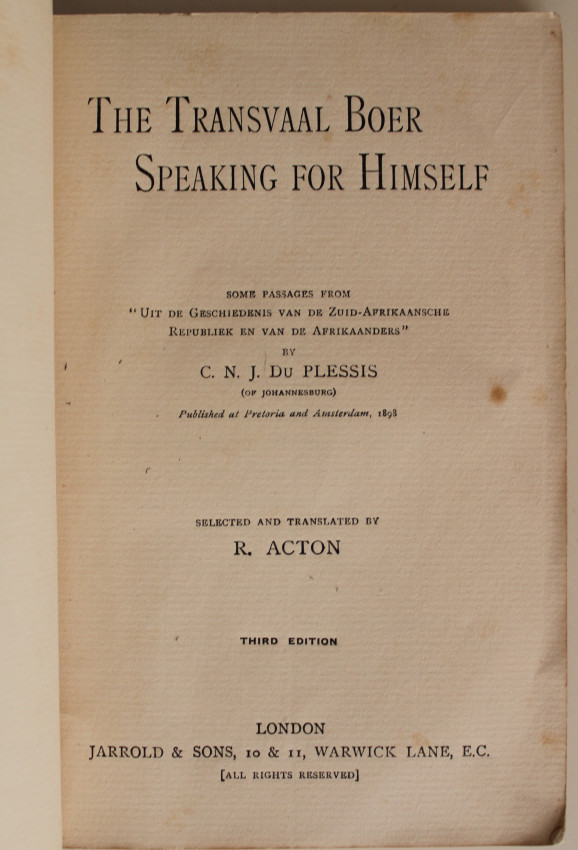 THE TRANSVAAL BOER
SPEAKING FOR HIMSELF
SOME PASSAGES FROM
"UIT DE GESCHIEDENIS VAN DE ZUID-AFRIKAANSCHE
REPUBLIEK EN VAN DE AFRIKAANDERS"
BY
C. N. J. DU PLESSIS
(OF JOHANNESBURG)
Published at Pretoria and Amsterdam, 1898
SELECTED AND TRANSLATED BY
R. ACTON
THIRD EDITION
LONDON
JARROLD & SONS, 10 & 11, WARWICK LANE, E.C.
[ALL RIGHTS RESERVED]